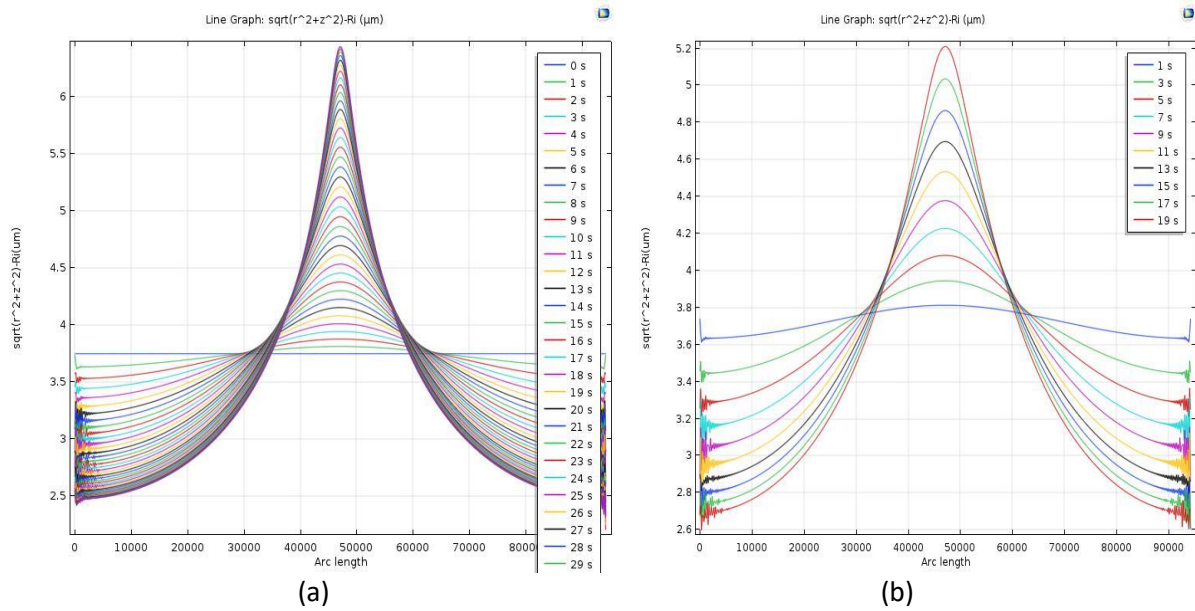 Line Graph: sqrt(r^2+z^2)-Ri (µm)
sqrt(r^2+z^2)-Ri(um)
6
5.5
5
4.5
4
3.5
3
2.5
0 10000 20000 30000 40000 50000 60000 70000 80000
Arc length
0 s
1 s
2 s
3 s
4 s
5 s
6 s
7 s
8 s
9 s
10 s
11 s
12 s
13 s
14 s
15 s
16 s
17 s
18 s
19 s
20 s
21 s
22 s
23 s
24 s
25 s
26 s
27 s
28 s
29 s
(a)
Line Graph: sqrt(r^2+z^2)-Ri (µm)
sqrt(r^2+z^2)-Ri(um)
5.2
5
4.8
4.6
4.4
4.2
4
3.8
3.6
3.4
3.2
3
2.8
2.6
0 10000 20000 30000 40000 50000 60000 70000 80000 90000
Arc length
1 s
3 s
5 s
7 s
9 s
11 s
13 s
15 s
17 s
19 s
(b)